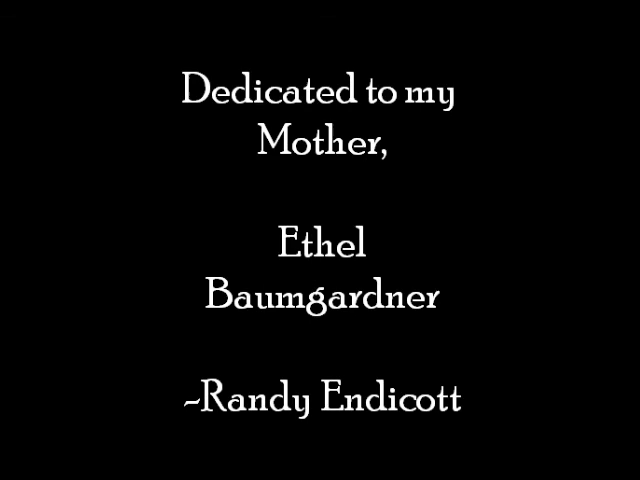 Dedicated to my
Mother,
Ethel
Baumgardner
-Randy Endicott